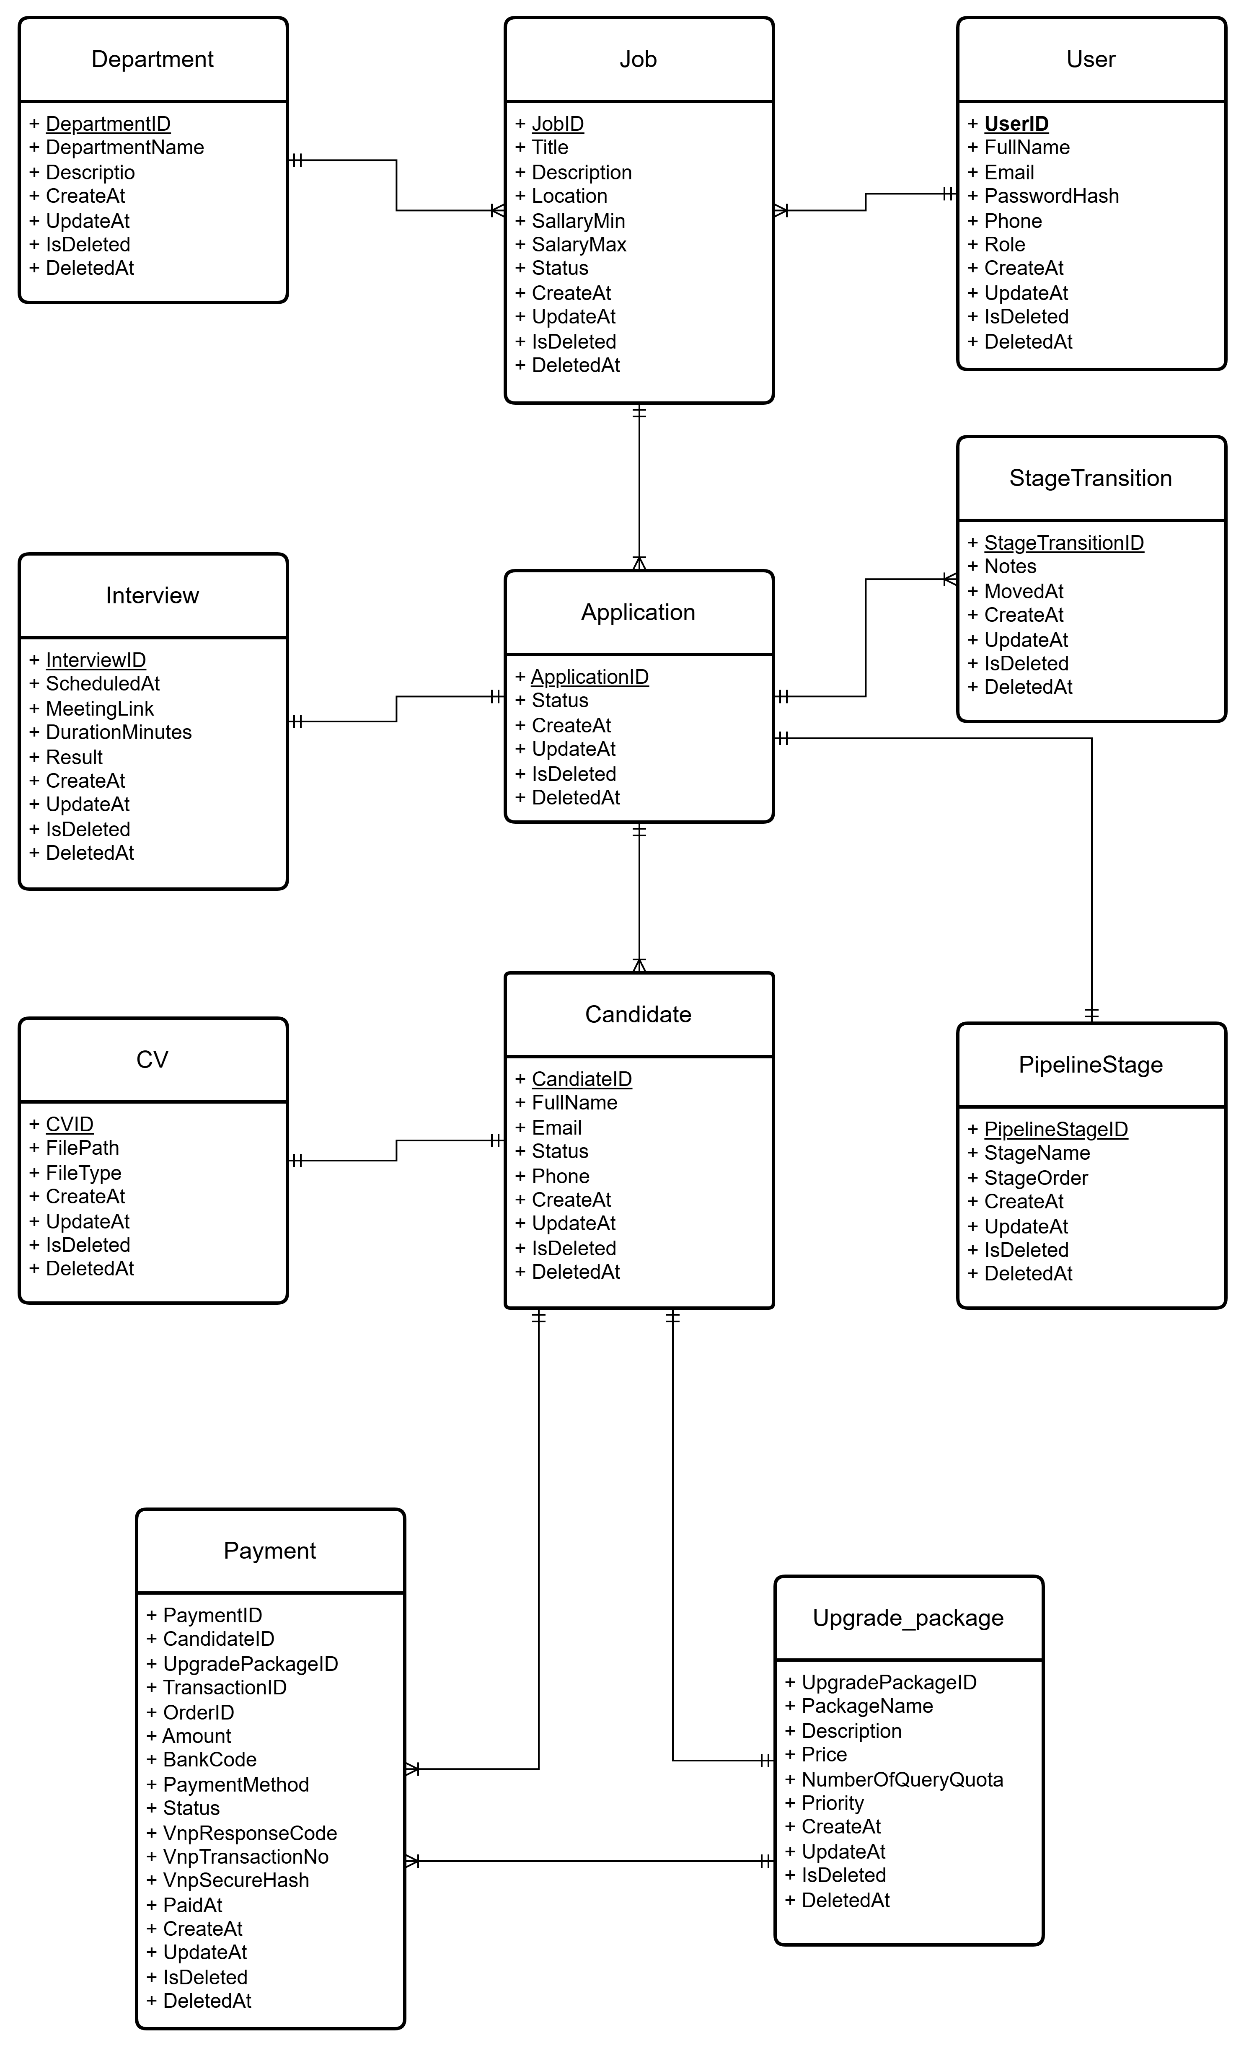 Department
+ DepartmentID
+ DepartmentName
+ Descriptio
+ CreateAt
+ UpdateAt
+ IsDeleted
+ DeletedAt
Job
+ JobID
+ Title
+ Description
+ Location
+ SallaryMin
+ SalaryMax
+ Status
+ CreateAt
+ UpdateAt
+ IsDeleted
+ DeletedAt
User
+ UserID
+ FullName
+ Email
+ PasswordHash
+ Phone
+ Role
+ CreateAt
+ UpdateAt
+ IsDeleted
+ DeletedAt
StageTransition
+ StageTransitionID
+ Notes
+ MovedAt
+ CreateAt
+ UpdateAt
+ IsDeleted
+ DeletedAt
Interview
+ InterviewID
+ ScheduledAt
+ MeetingLink
+ DurationMinutes
+ Result
+ CreateAt
+ UpdateAt
+ IsDeleted
+ DeletedAt
Application
+ ApplicationID
+ Status
+ CreateAt
+ UpdateAt
+ IsDeleted
+ DeletedAt
CV
+ CVID
+ FilePath
+ FileType
+ CreateAt
+ UpdateAt
+ IsDeleted
+ DeletedAt
Candidate
+ CandiateID
+ FullName
+ Email
+ Status
+ Phone
+ CreateAt
+ UpdateAt
+ IsDeleted
+ DeletedAt
PipelineStage
+ PipelineStageID
+ StageName
+ StageOrder
+ CreateAt
+ UpdateAt
+ IsDeleted
+ DeletedAt
Payment
+ PaymentID
+ CandidateID
+ UpgradePackageID
+ TransactionID
+ OrderID
+ Amount
+ BankCode
+ PaymentMethod
+ Status
+ VnpResponseCode
+ VnpTransactionNo
+ VnpSecureHash
+ PaidAt
+ CreateAt
+ UpdateAt
+ IsDeleted
+ DeletedAt
Upgrade_package
+ UpgradePackageID
+ PackageName
+ Description
+ Price
+ NumberOfQueryQuota
+ Priority
+ CreateAt
+ UpdateAt
+ IsDeleted
+ DeletedAt